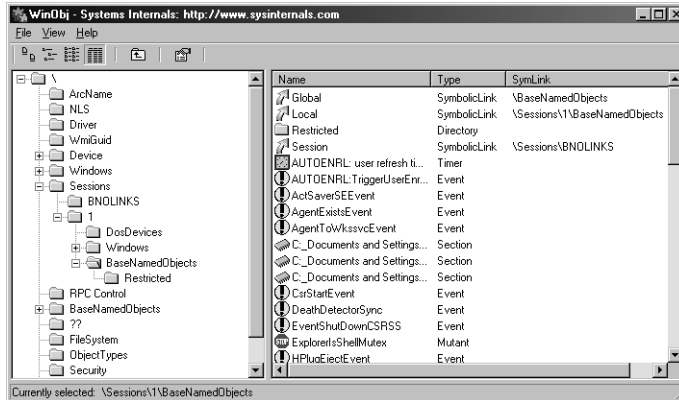 WinObj - Systems Internals: http://www.sysinternals.com
File View Help
\
ArcName
NLS
Driver
WmiGuid
Device
Windows
Sessions
BNOLINKS
1
DosDevices
Windows
BaseNamedObjects
Restricted
RPC Control
BaseNamedObjects
??
FileSystem
ObjectTypes
Security
Name Type SymLink
Global SymbolicLink \BaseNamedObjects
Local SymbolicLink \Sessions\1\BaseNamedObjects
Restricted Directory
Session SymbolicLink \Sessions\BNOLINKS
AUTOENRL: user refresh ti... Timer
AUTOENRL:TriggerUserEnr... Event
ActSaverSEEvent Event
AgentExistsEvent Event
AgentToWkssvcEvent Event
C:_Documents and Settings... Section
C:_Documents and Settings... Section
C:_Documents and Settings... Section
CsrStartEvent Event
DeathDetectorSync Event
EventShutDownCSRSS Event
STOP ExplorerIsShellMutex Mutant
HPlugEjectEvent Event
Currently selected: \Sessions\1\BaseNamedObjects